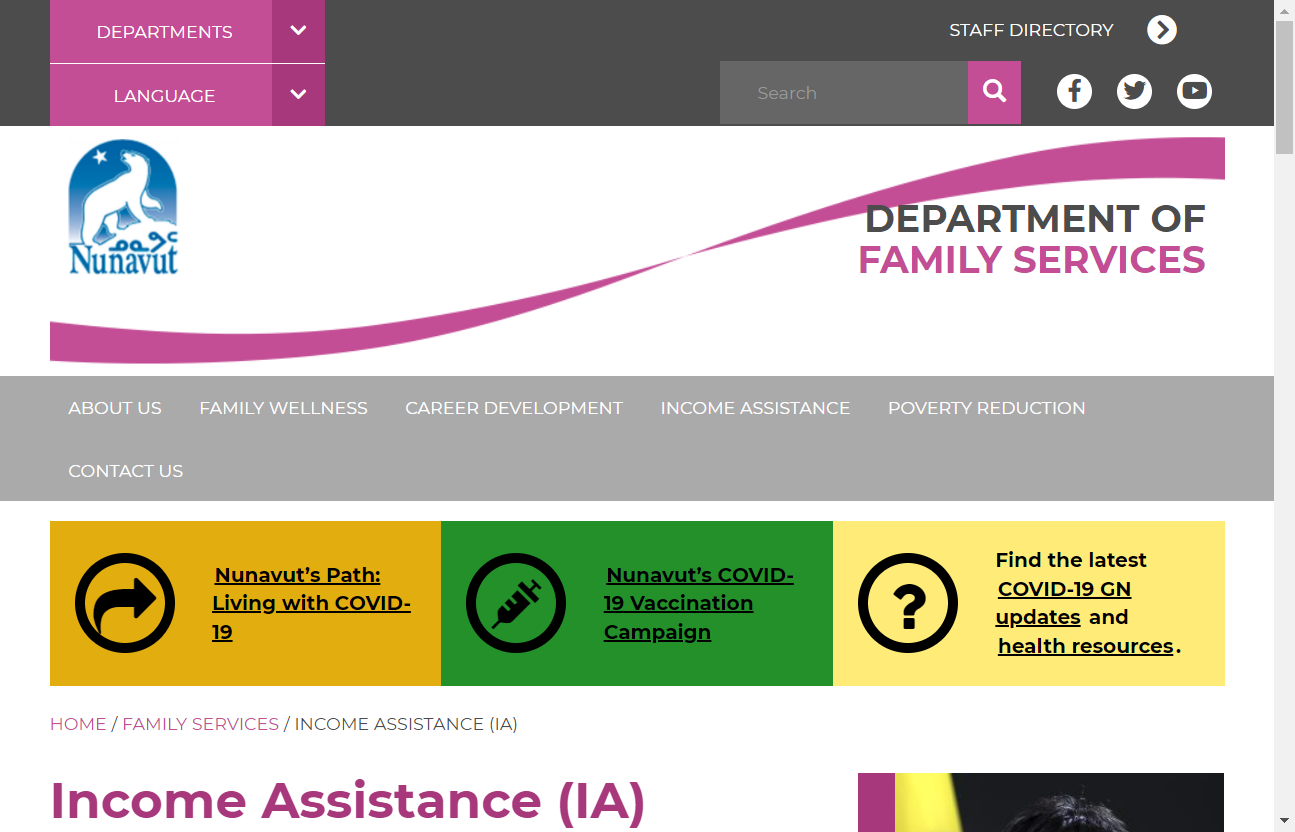 DEPARTMENTS
LANGUAGE
STAFF DIRECTORY
Search
ᓄᓇᕗᑦ
Nunavut
DEPARTMENT OF
FAMILY SERVICES
ABOUT US FAMILY WELLNESS CAREER DEVELOPMENT INCOME ASSISTANCE POVERTY REDUCTION
CONTACT US
Nunavut’s Path:
Living with COVID-
19
Nunavut’s COVID-
19 Vaccination
Campaign
Find the latest
COVID-19 GN
updates and
health resources.
HOME / FAMILY SERVICES / INCOME ASSISTANCE (IA)
Income Assistance (IA)